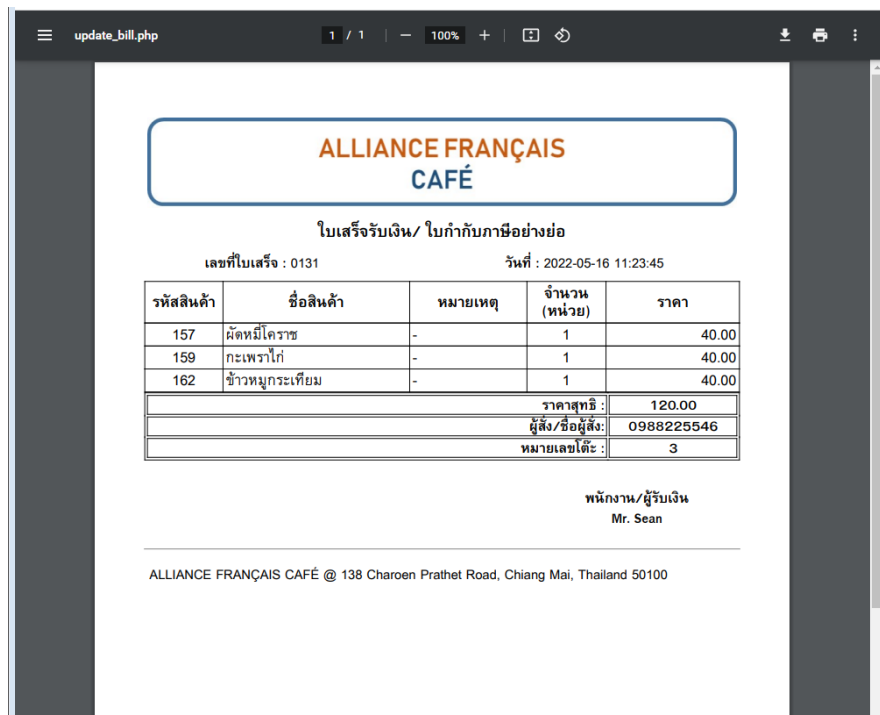 update_bill.php
1 / 1
100%
ALLIANCE FRANÇAIS
CAFÉ
ใบเสร็จรับเงิน/ ใบกำกับภาษีอย่างย่อ
เลขที่ใบเสร็จ : 0131 วันที่ : 2022-05-16 11:23:45
รหัสสินค้า ชื่อสินค้า หมายเหตุ จำนวน (หน่วย) ราคา
157 ผัดหมี่โคราช - 1 40.00
159 กะเพราไก่ - 1 40.00
162 ข้าวหมูกระเทียม - 1 40.00
ราคาสุทธิ : 120.00
ผู้สั่ง/ชื่อผู้สั่ง: 0988225546
หมายเลขโต๊ะ : 3
พนักงาน/ผู้รับเงิน
Mr. Sean
ALLIANCE FRANÇAIS CAFÉ @ 138 Charoen Prathet Road, Chiang Mai, Thailand 50100